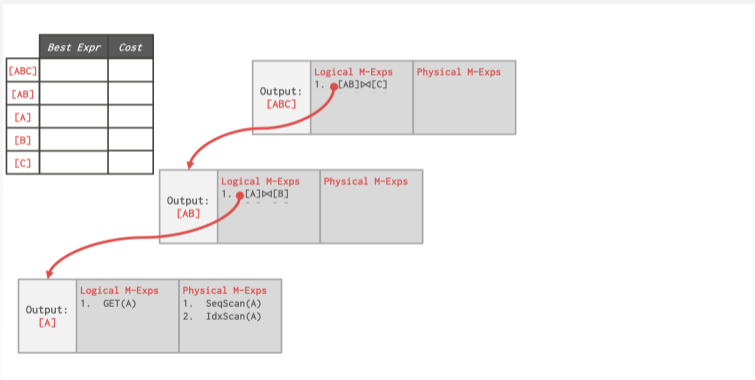 Best Expr Cost
[ABC]
[AB]
[A]
[B]
[C]
Output:
[ABC]
Logical M-Exps
1. [AB]⋈[C]
Physical M-Exps
Output:
[AB]
Logical M-Exps
1. [A]⋈[B]
Physical M-Exps
Output:
[A]
Logical M-Exps
1. GET(A)
Physical M-Exps
1. SeqScan(A)
2. IdxScan(A)